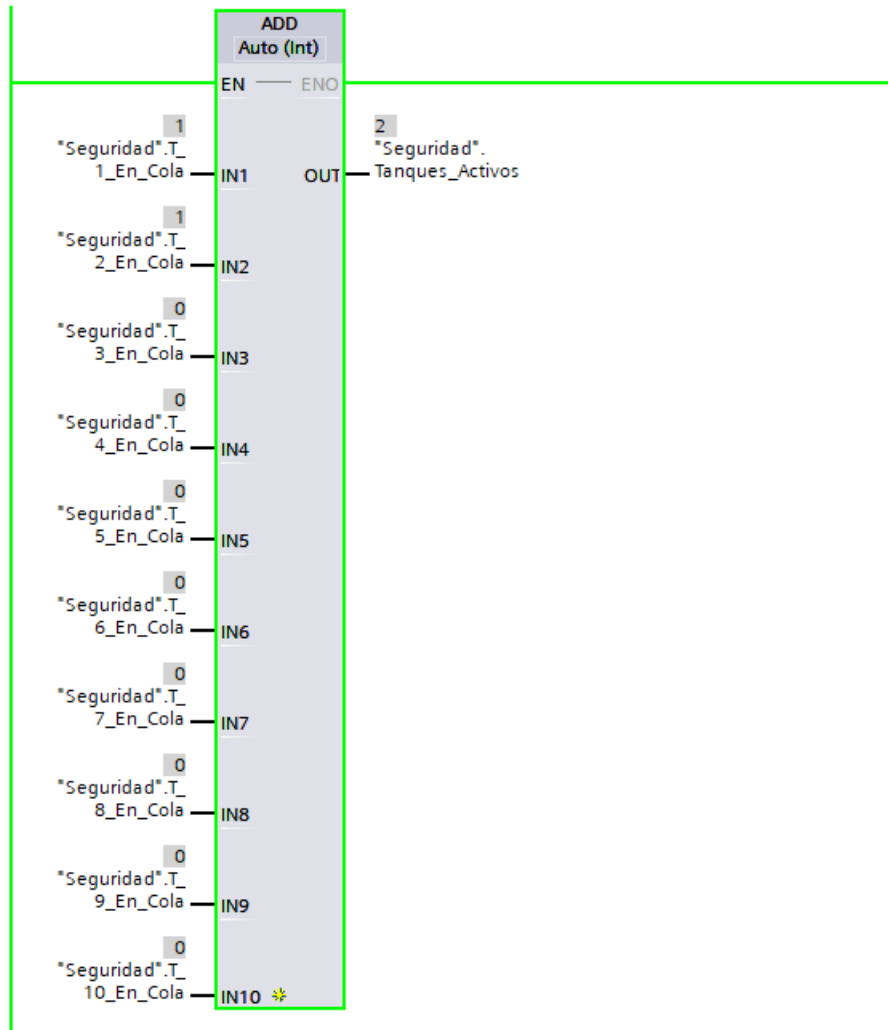 ADD
Auto (Int)
EN ENO
1
"Seguridad".T_
1_En_Cola
IN1
2
"Seguridad".
Tanques_Activos
OUT
1
"Seguridad".T_
2_En_Cola
IN2
0
"Seguridad".T_
3_En_Cola
IN3
0
"Seguridad".T_
4_En_Cola
IN4
0
"Seguridad".T_
5_En_Cola
IN5
0
"Seguridad".T_
6_En_Cola
IN6
0
"Seguridad".T_
7_En_Cola
IN7
0
"Seguridad".T_
8_En_Cola
IN8
0
"Seguridad".T_
9_En_Cola
IN9
0
"Seguridad".T_
10_En_Cola
IN10